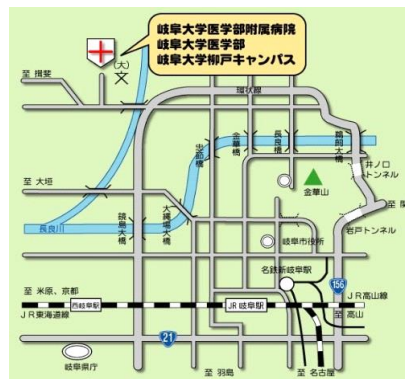 岐阜大学医学部附属病院
岐阜大学医学部
岐阜大学柳戸キャンパス
(大)
文
至 揖斐
環状線
忠節橋
金華橋
長良橋
鵜飼大橋
井ノ口
トンネル
金華山
至 大垣
至 関
長良川
鏡島大橋
大縄場大橋
岩戸トンネル
岐阜市役所
名鉄新岐阜駅
156
至 米原、京都
西岐阜駅
JR 岐阜駅
JR高山線
JR東海道線
至 高山
21
岐阜県庁
至 羽島
至 名古屋